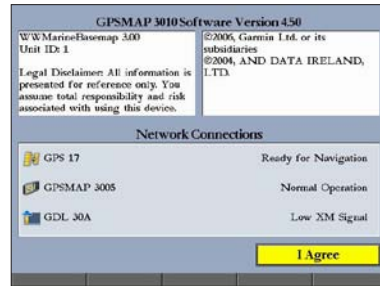 GPSMAP 3010 Software Version 4.50
WWMarineBasemap 3.00
Unit ID: 1
Legal Disclaimer: All information is
presented for reference only. You
assume total responsibility and risk
associated with using this device.
©2006, Garmin Ltd. or its
subsidiaries
©2004, AND DATA IRELAND,
LTD.
Network Connections
GPS 17 Ready for Navigation
GPSMAP 3005 Normal Operation
GDL 30A Low XM Signal
I Agree